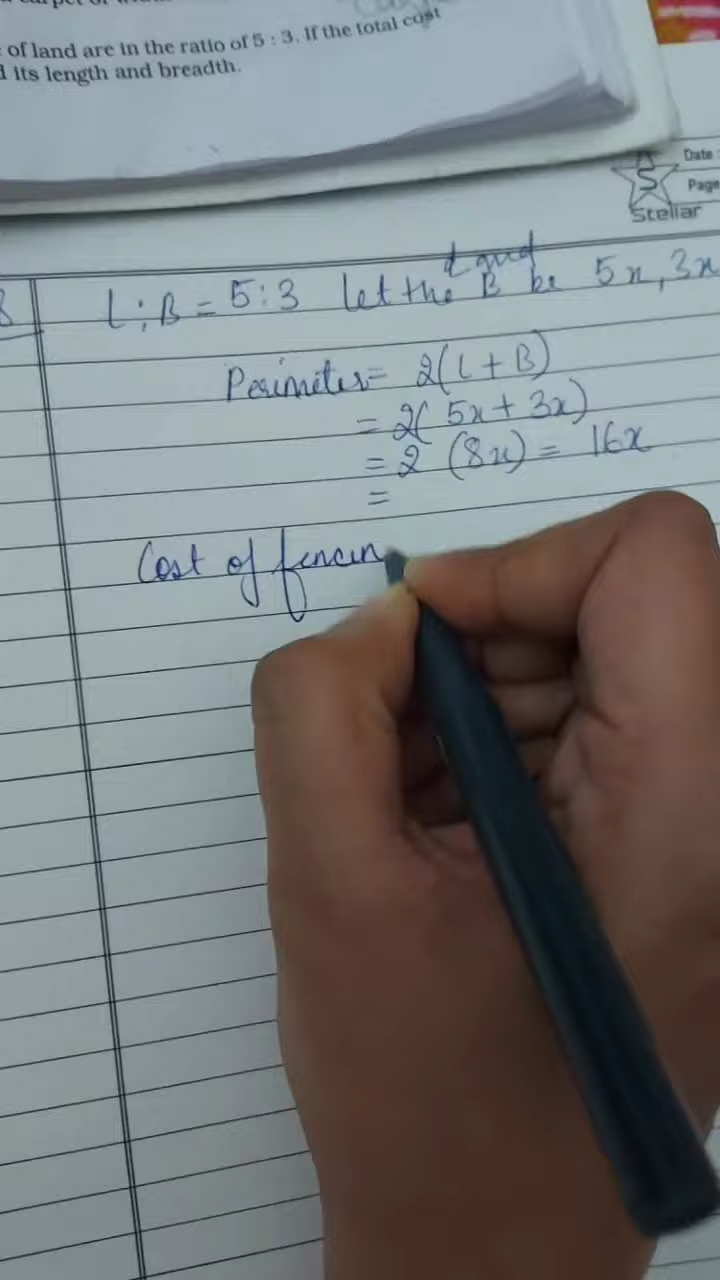 of land are in the ratio of 5 : 3. If the total cost
its length and breadth.
Date :
Page
S
Stellar
L : B = 5 : 3 let the L and B be 5x, 3x
Perimeter = 2(L + B)
= 2( 5x + 3x)
= 2 (8x) = 16x
=
Cost of fencin